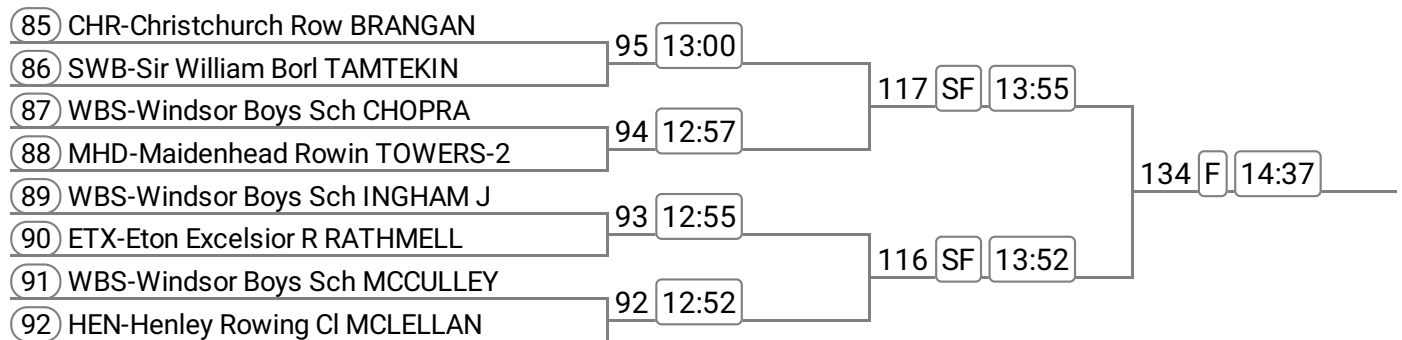 85 CHR-Christchurch Row BRANGAN
86 SWB-Sir William Borl TAMTEKIN
87 WBS-Windsor Boys Sch CHOPRA
88 MHD-Maidenhead Rowin TOWERS-2
89 WBS-Windsor Boys Sch INGHAM J
90 ETX-Eton Excelsior R RATHMELL
91 WBS-Windsor Boys Sch MCCULLEY
92 HEN-Henley Rowing Cl MCLELLAN
95 13:00
94 12:57
93 12:55
92 12:52
117 SF 13:55
116 SF 13:52
134 F 14:37